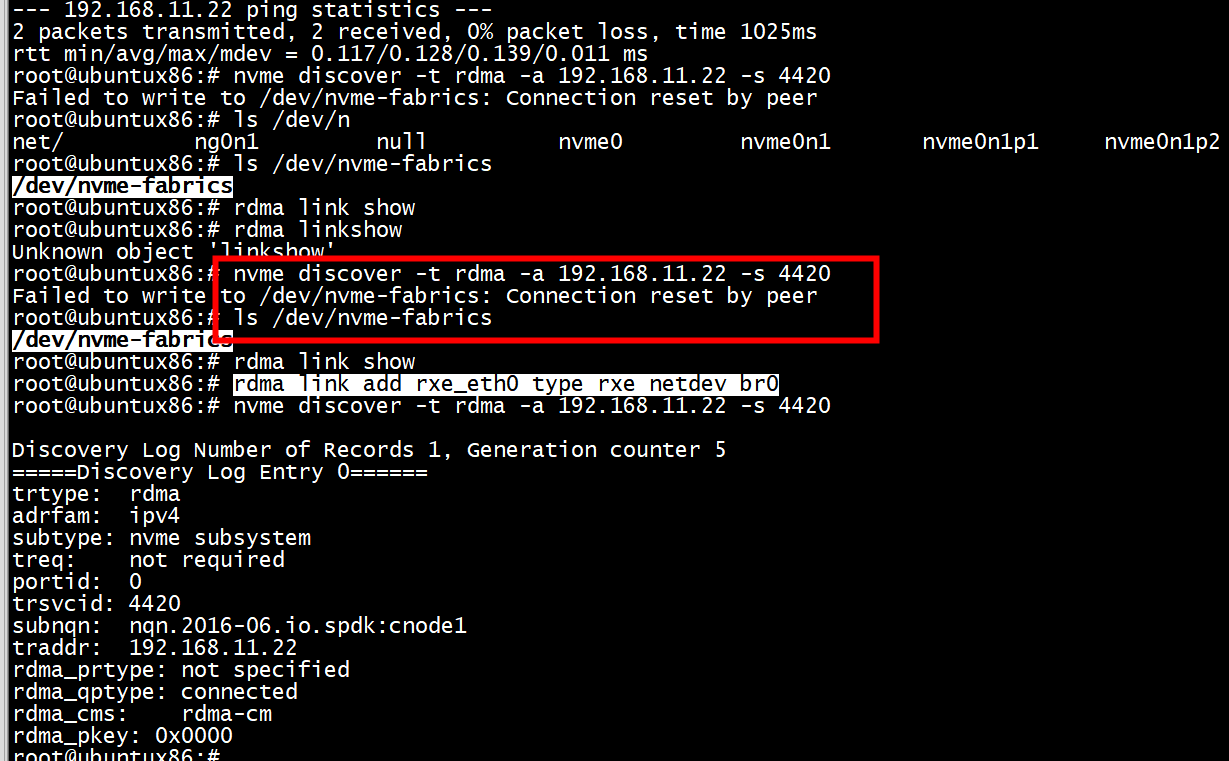 --- 192.168.11.22 ping statistics ---
2 packets transmitted, 2 received, 0% packet loss, time 1025ms
rtt min/avg/max/mdev = 0.117/0.128/0.139/0.011 ms
root@ubuntux86:# nvme discover -t rdma -a 192.168.11.22 -s 4420
Failed to write to /dev/nvme-fabrics: Connection reset by peer
root@ubuntux86:# ls /dev/n
net/ ng0n1 null nvme0 nvme0n1 nvme0n1p1 nvme0n1p2
root@ubuntux86:# ls /dev/nvme-fabrics
/dev/nvme-fabrics
root@ubuntux86:# rdma link show
root@ubuntux86:# rdma linkshow
Unknown object 'linkshow'
root@ubuntux86:# nvme discover -t rdma -a 192.168.11.22 -s 4420
Failed to write to /dev/nvme-fabrics: Connection reset by peer
root@ubuntux86:# ls /dev/nvme-fabrics
/dev/nvme-fabrics
root@ubuntux86:# rdma link show
root@ubuntux86:# rdma link add rxe_eth0 type rxe netdev br0
root@ubuntux86:# nvme discover -t rdma -a 192.168.11.22 -s 4420
Discovery Log Number of Records 1, Generation counter 5
=====Discovery Log Entry 0======
trtype: rdma
adrfam: ipv4
subtype: nvme subsystem
treq: not required
portid: 0
trsvcid: 4420
subnqn: nqn.2016-06.io.spdk:cnode1
traddr: 192.168.11.22
rdma_prtype: not specified
rdma_qptype: connected
rdma_cms: rdma-cm
rdma_pkey: 0x0000
root@ubuntux86:#